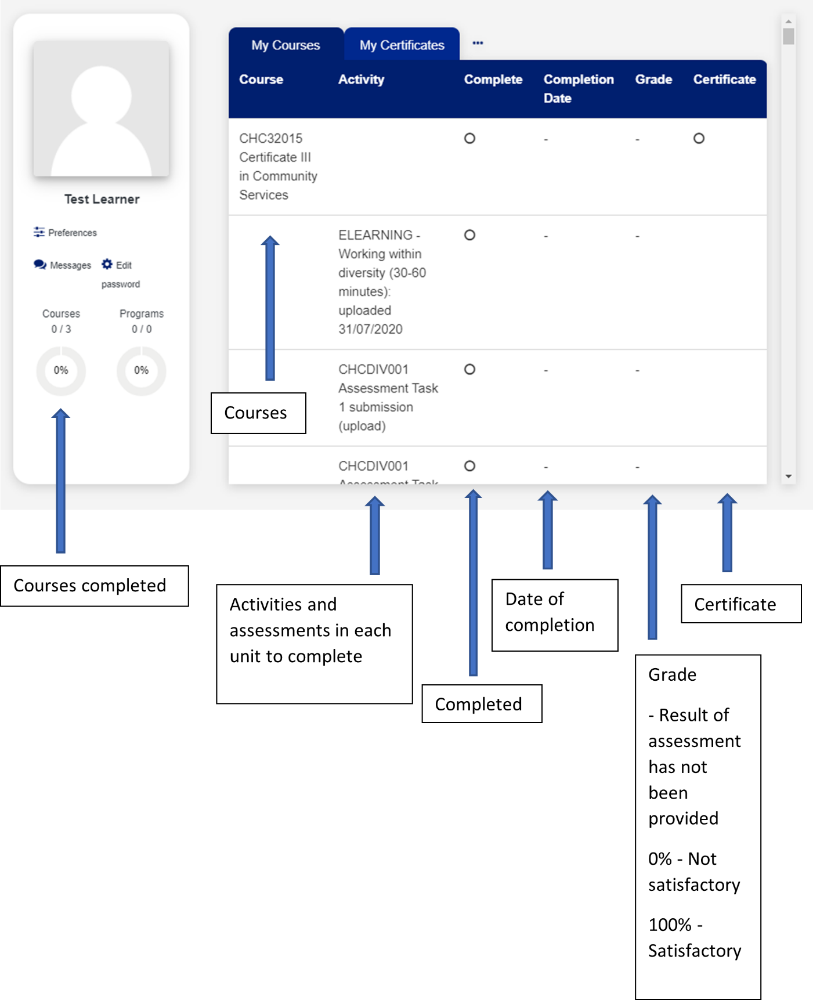 Test Learner
Preferences
Messages
Edit
password
Courses
0 / 3
Programs
0 / 0
0%
0%
My Courses
My Certificates
...
Course
Activity
Complete
Completion
Date
Grade
Certificate
CHC32015
Certificate III
in Community
Services
-
-
ELEARNING -
Working within
diversity (30-60
minutes):
uploaded
31/07/2020
-
-
CHCDIV001
Assessment Task
1 submission
(upload)
-
-
CHCDIV001
Assessment Task
-
-
Courses
Courses completed
Activities and
assessments in each
unit to complete
Completed
Date of
completion
Certificate
Grade
- Result of
assessment
has not
been
provided
0% - Not
satisfactory
100% -
Satisfactory